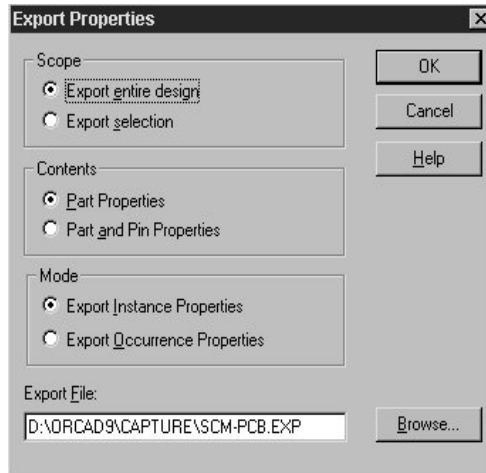 Export Properties
Scope
Export entire design
Export selection
OK
Cancel
Help
Contents
Part Properties
Part and Pin Properties
Mode
Export Instance Properties
Export Occurrence Properties
Export File:
D:\ORCAD9\CAPTURE\SCM-PCB.EXP
Browse...